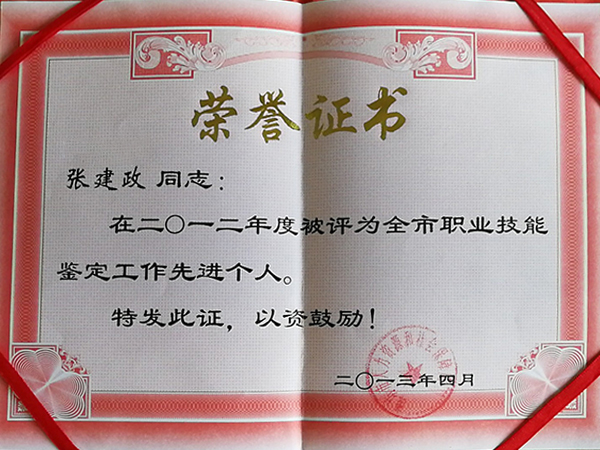 荣誉证书
张建政 同志：
在二〇一二年度被评为全市职业技能
鉴定工作先进个人。
特发此证，以资鼓励！
二〇一三年四月